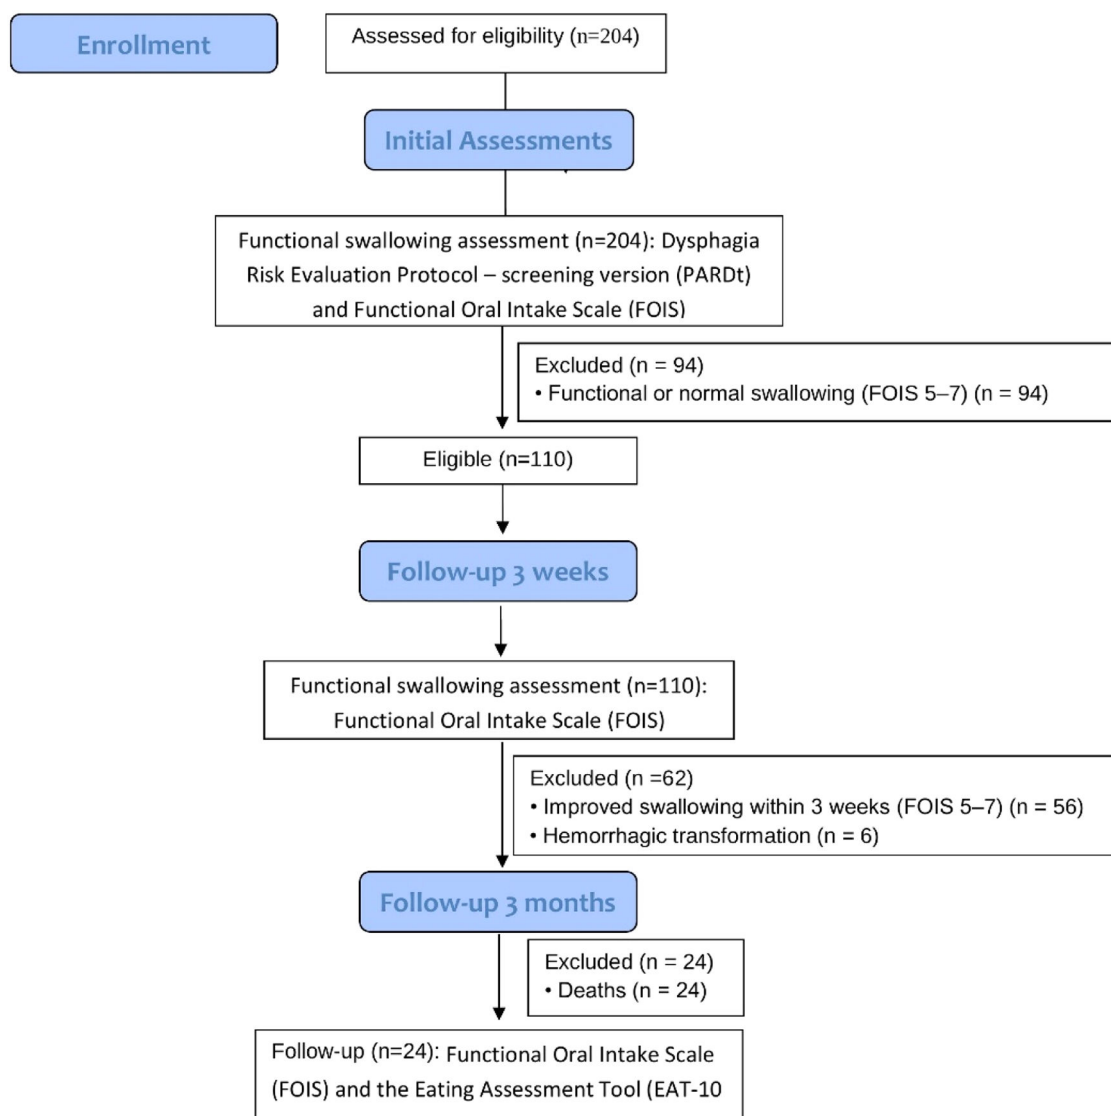 Enrollment
Assessed for eligibility (n=204)
Initial Assessments
Functional swallowing assessment (n=204): Dysphagia
Risk Evaluation Protocol – screening version (PARDt)
and Functional Oral Intake Scale (FOIS)
Excluded (n = 94)
• Functional or normal swallowing (FOIS 5–7) (n = 94)
Eligible (n=110)
Follow-up 3 weeks
Functional swallowing assessment (n=110):
Functional Oral Intake Scale (FOIS)
Excluded (n =62)
• Improved swallowing within 3 weeks (FOIS 5–7) (n = 56)
• Hemorrhagic transformation (n = 6)
Follow-up 3 months
Excluded (n = 24)
• Deaths (n = 24)
Follow-up (n=24): Functional Oral Intake Scale
(FOIS) and the Eating Assessment Tool (EAT-10